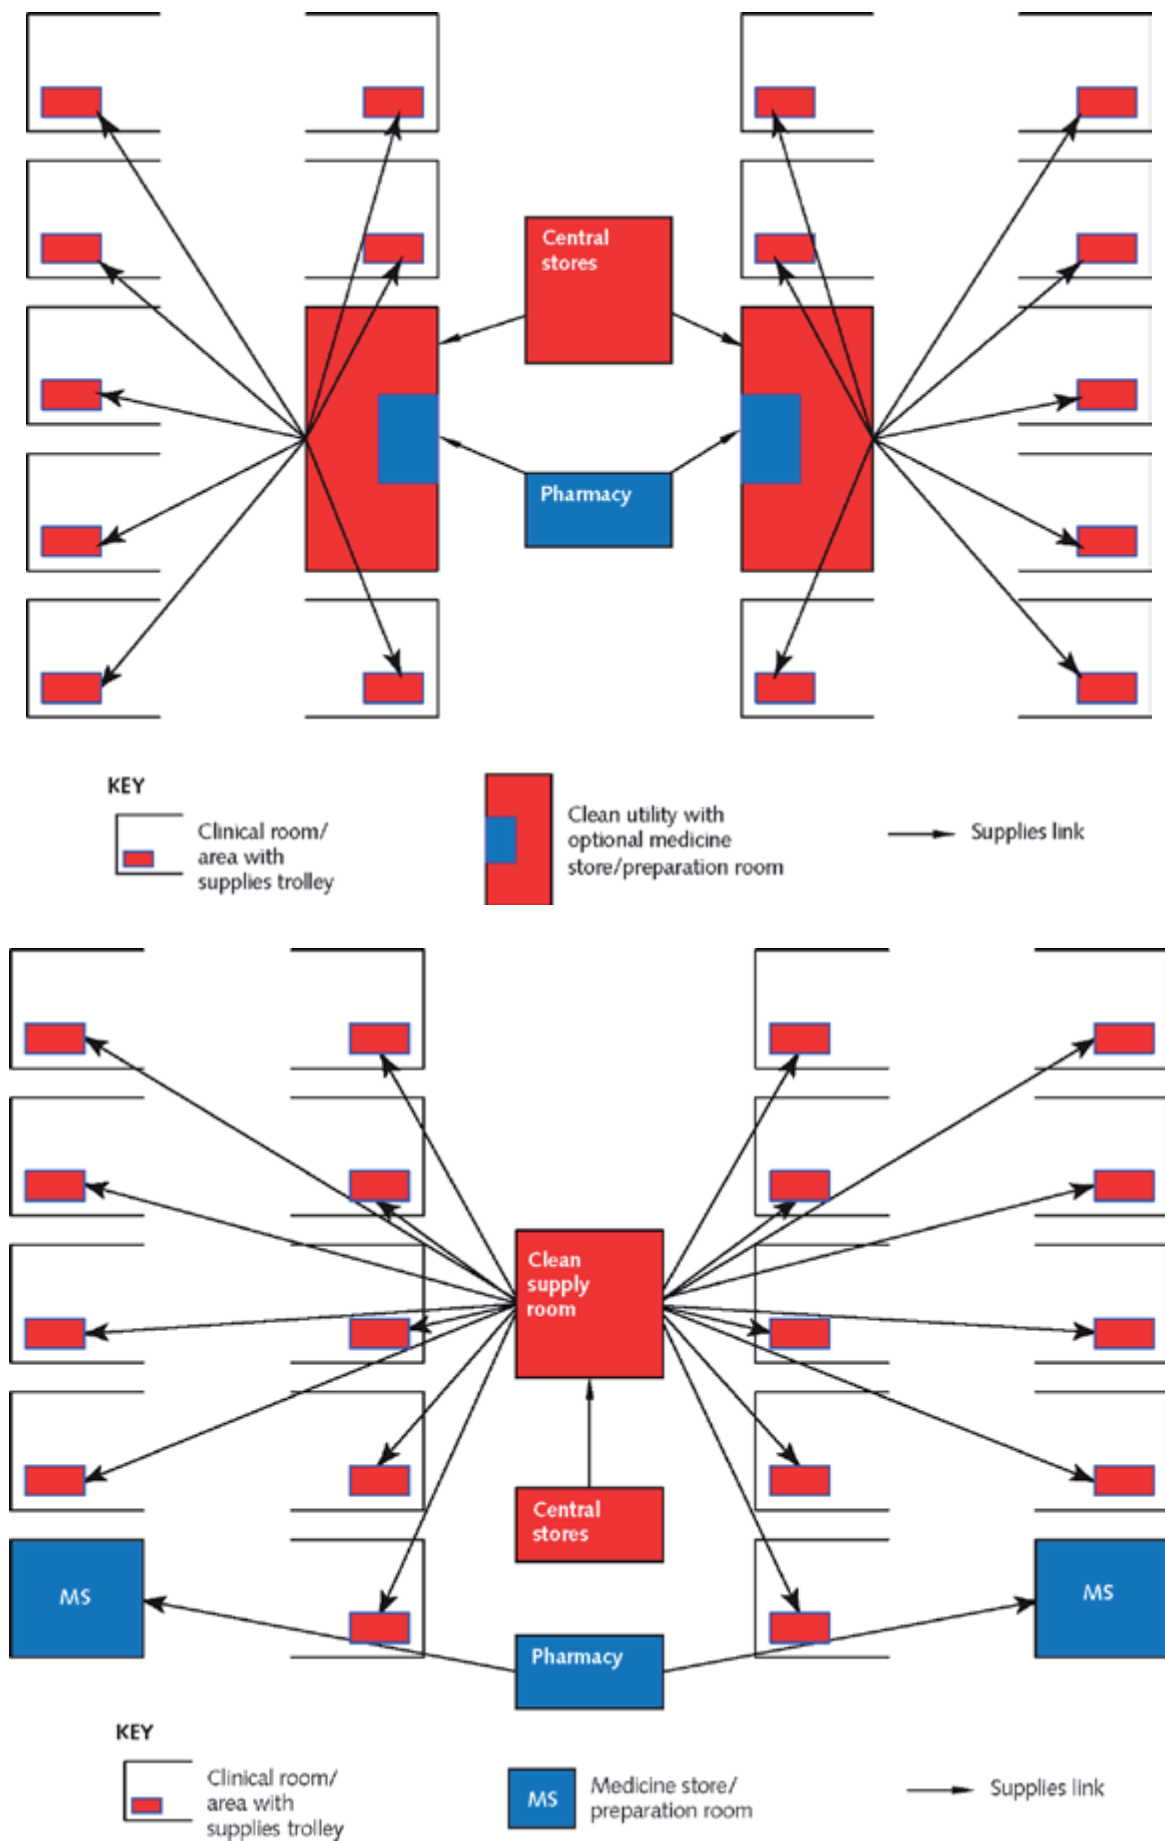 Central
stores
Pharmacy
KEY
Clinical room/
area with
supplies trolley
Clean utility with
optional medicine
store/preparation room
Supplies link
Clean
supply
room
Central
stores
MS
MS
Pharmacy
KEY
Clinical room/
area with
supplies trolley
MS
Medicine store/
preparation room
Supplies link